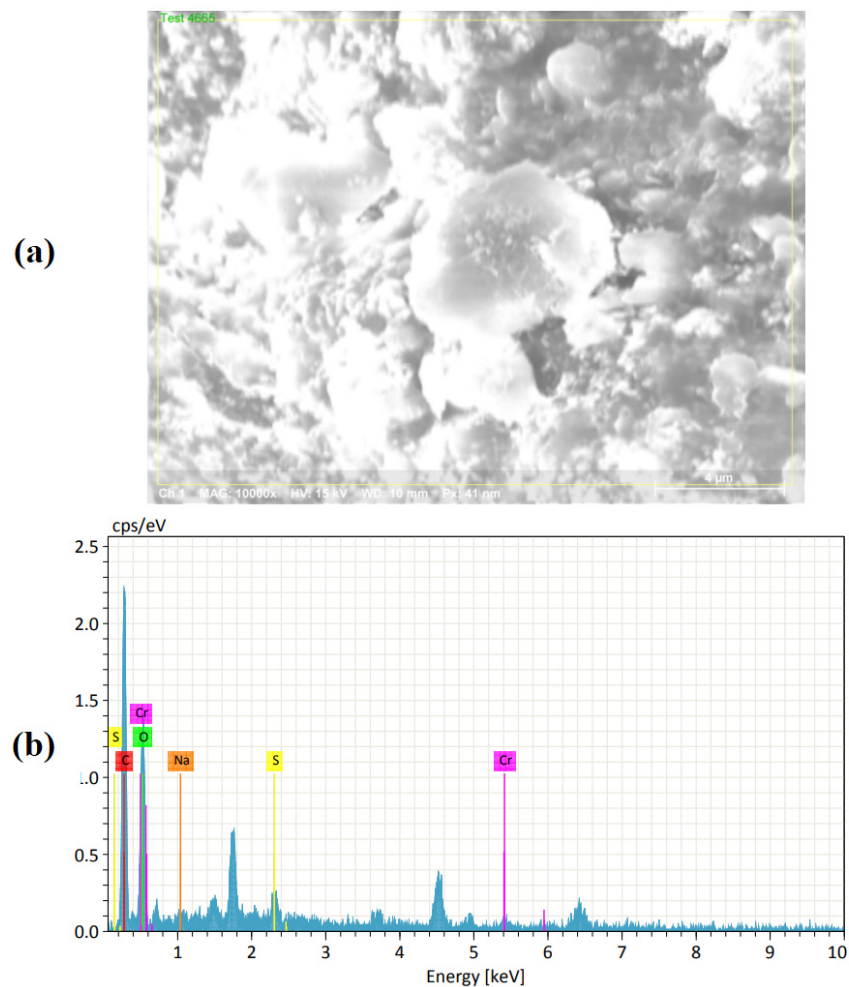 Test 4665
(a)
4 µm
Ch 1 MAG: 10000x HV: 15 kV WD: 10 mm Px: 41 nm
cps/eV
2.5
2.0
1.5
Cr
(b)
S O
C Na S Cr
1.0
0.5
0.0
1 2 3 4 5 6 7 8 9 10
Energy [keV]